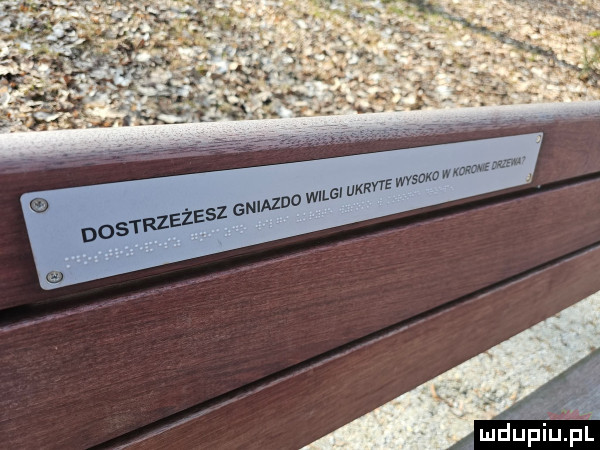 DOSTRZEŻESZ GNIAZDO WILGI UKRYTE WYSOKO W KORONIE DRZEWA?
mdupiu.pL